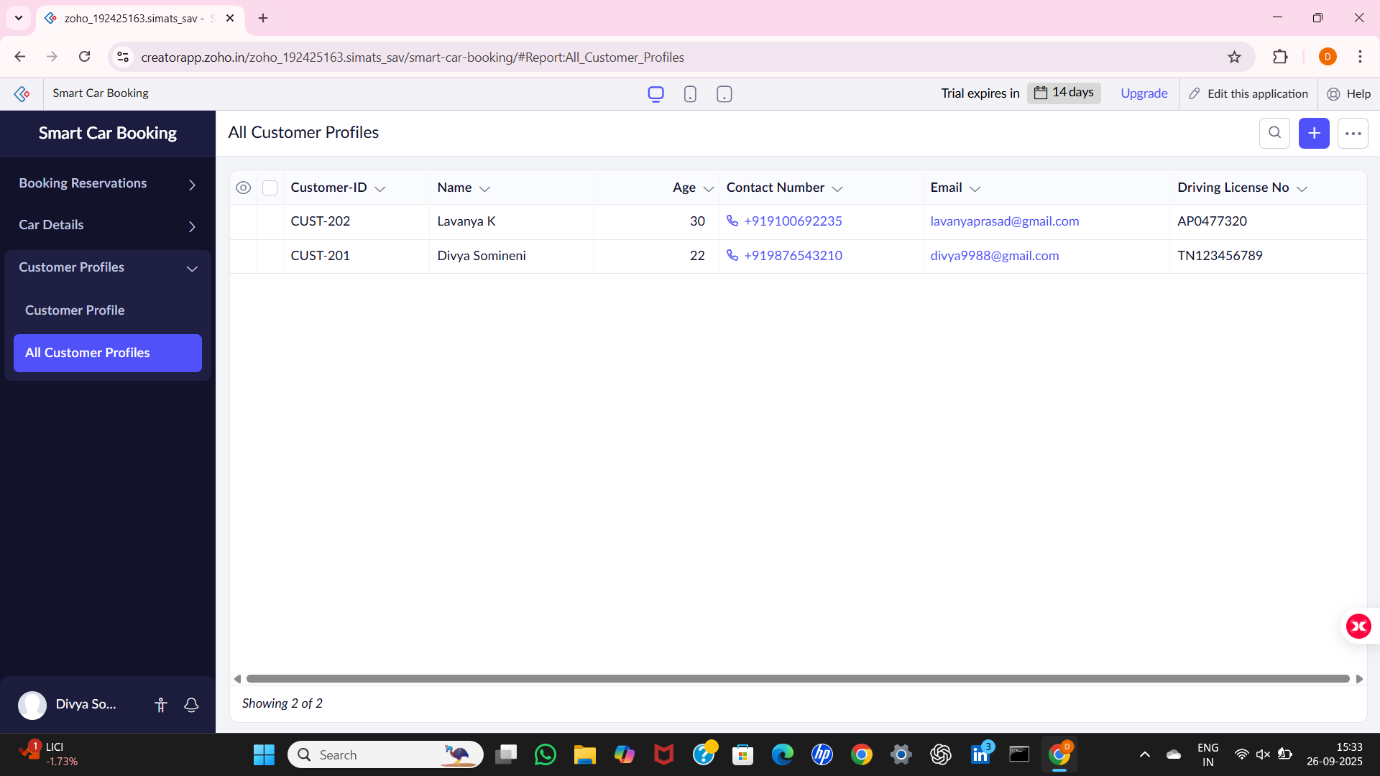 zoho_192425163.simats_sav - S
creatorapp.zoho.in/zoho_192425163.simats_sav/smart-car-booking/#Report:All_Customer_Profiles
D
Smart Car Booking
Trial expires in 14 days Upgrade Edit this application Help
Smart Car Booking
All Customer Profiles
Booking Reservations
Car Details
Customer Profiles
Customer Profile
All Customer Profiles
Customer-ID Name Age Contact Number Email Driving License No
CUST-202 Lavanya K 30 +919100692235 lavanyaprasad@gmail.com AP0477320
CUST-201 Divya Somineni 22 +919876543210 divya9988@gmail.com TN123456789
Showing 2 of 2
Divya So...
1 LICI
-1.73%
Search
hp
3
D
ENG
IN
15:33
26-09-2025